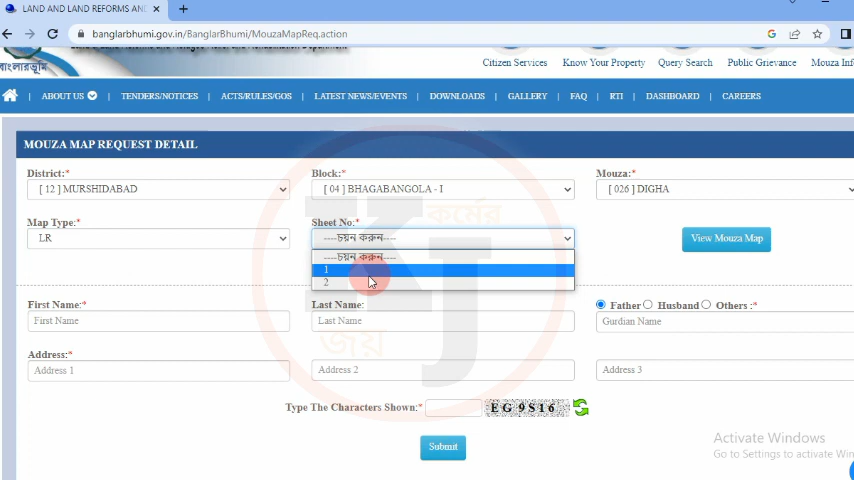 LAND AND LAND REFORMS AND
banglarbhumi.gov.in/BanglarBhumi/MouzaMapReq.action
বাংলারভূমি
Citizen Services Know Your Property Query Search Public Grievance Mouza Inf
ABOUT US | TENDERS/NOTICES | ACTS/RULES/GOS | LATEST NEWS/EVENTS | DOWNLOADS | GALLERY | FAQ | RTI | DASHBOARD | CAREERS
MOUZA MAP REQUEST DETAIL
District:* Block:* Mouza:*
[ 12 ] MURSHIDABAD [ 04 ] BHAGABANGOLA - I [ 026 ] DIGHA
কর্মের
Map Type:* Sheet No:*
LR ----চয়ন করুন---- View Mouza Map
----চয়ন করুন----
1
2
KJ
First Name:* Last Name: Father Husband Others :*
First Name Last Name Gurdian Name
জয়
Address:*
Address 1 Address 2 Address 3
Type The Characters Shown:* EG9S16
Submit
Activate Windows
Go to Settings to activate Win